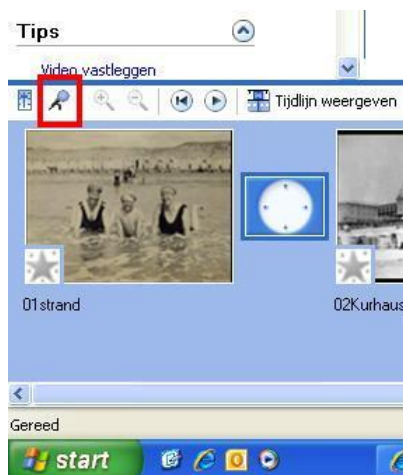 Tips
Video vastleggen
Tijdlijn weergeven
01strand
02Kurhaus
Gereed
start